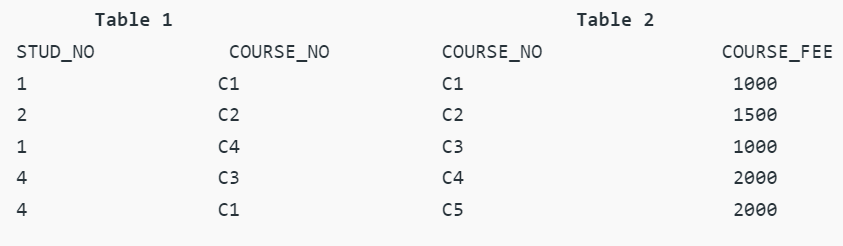 Table 1 Table 2
STUD_NO COURSE_NO COURSE_NO COURSE_FEE
1 C1 C1 1000
2 C2 C2 1500
1 C4 C3 1000
4 C3 C4 2000
4 C1 C5 2000